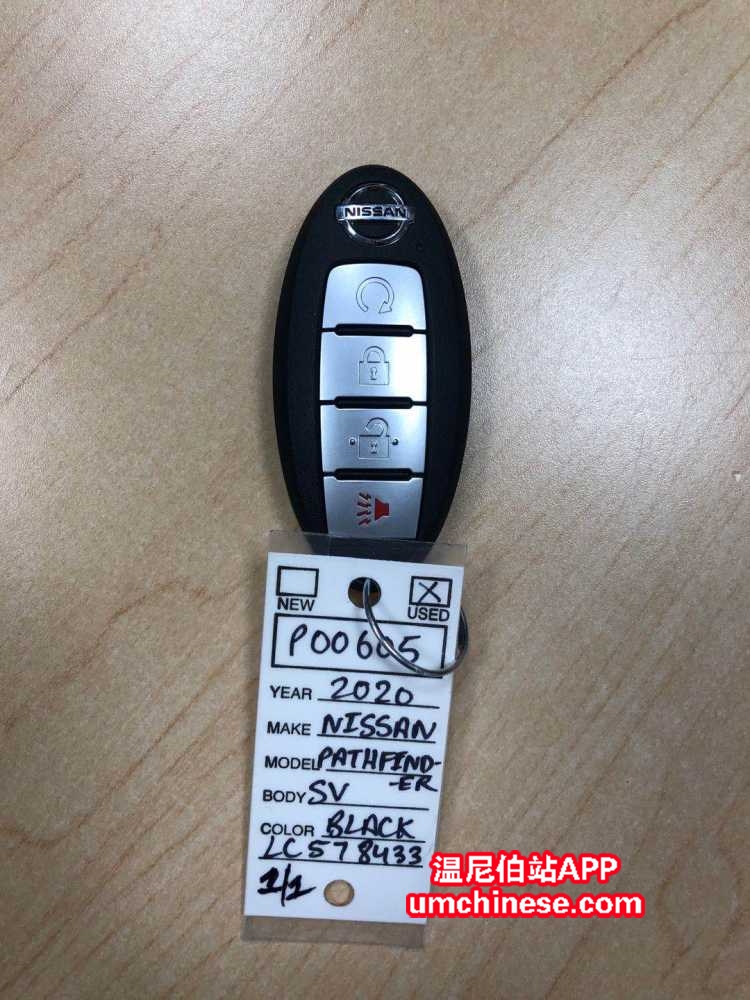 NISSAN
NEW
USED
P00605
YEAR 2020
MAKE NISSAN
MODEL PATHFIND-
-ER
BODY SV
COLOR BLACK
LC578433
1/1
温尼伯站APP
umchinese.com